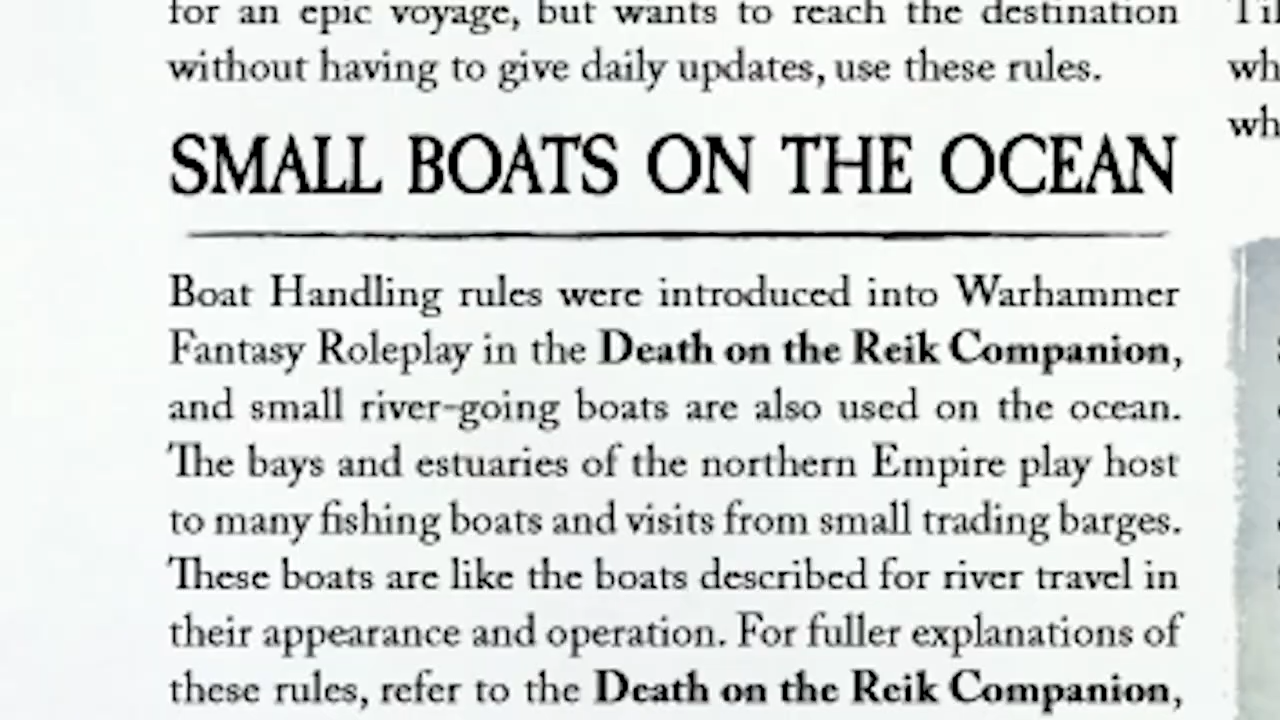 for an epic voyage, but wants to reach the destination
without having to give daily updates, use these rules.
SMALL BOATS ON THE OCEAN
Boat Handling rules were introduced into Warhammer
Fantasy Roleplay in the Death on the Reik Companion,
and small river-going boats are also used on the ocean.
The bays and estuaries of the northern Empire play host
to many fishing boats and visits from small trading barges.
These boats are like the boats described for river travel in
their appearance and operation. For fuller explanations of
these rules, refer to the Death on the Reik Companion,